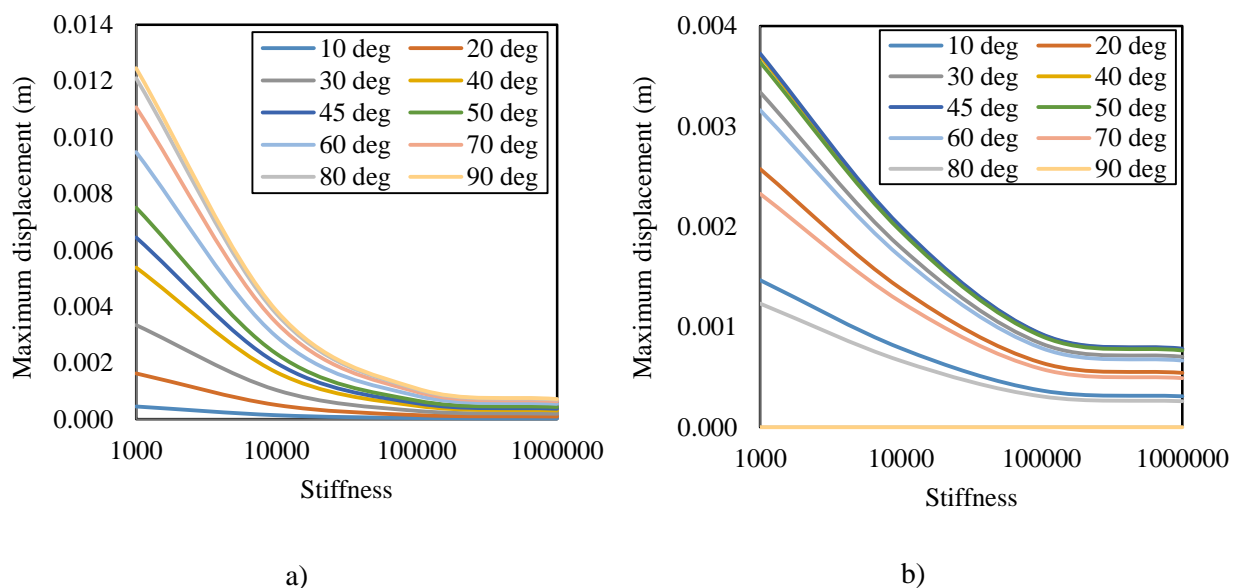 0.014
0.012
0.010
0.008
0.006
0.004
0.002
0.000
Maximum displacement (m)
10 deg 20 deg
30 deg 40 deg
45 deg 50 deg
60 deg 70 deg
80 deg 90 deg
1000 10000 100000 1000000
Stiffness
a)
0.004
0.003
0.002
0.001
0.000
Maximum displacement (m)
10 deg 20 deg
30 deg 40 deg
45 deg 50 deg
60 deg 70 deg
80 deg 90 deg
1000 10000 100000 1000000
Stiffness
b)